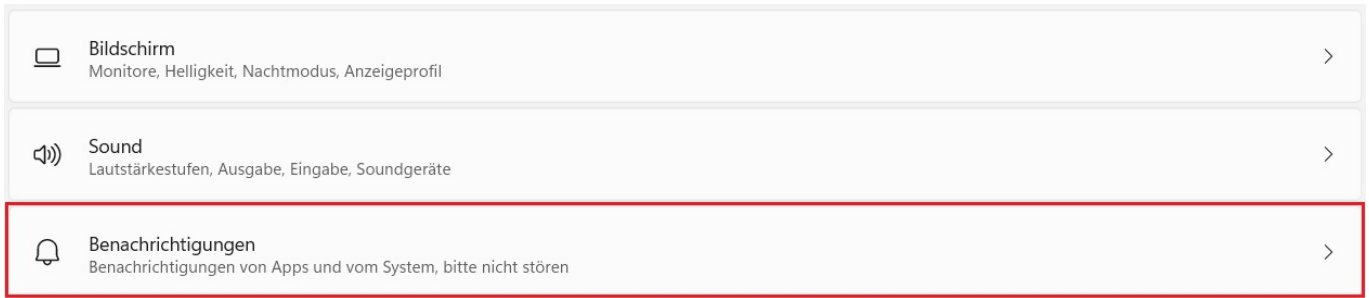 Bildschirm
Monitore, Helligkeit, Nachtmodus, Anzeigeprofil
Sound
Lautstärkestufen, Ausgabe, Eingabe, Soundgeräte
Benachrichtigungen
Benachrichtigungen von Apps und vom System, bitte nicht stören